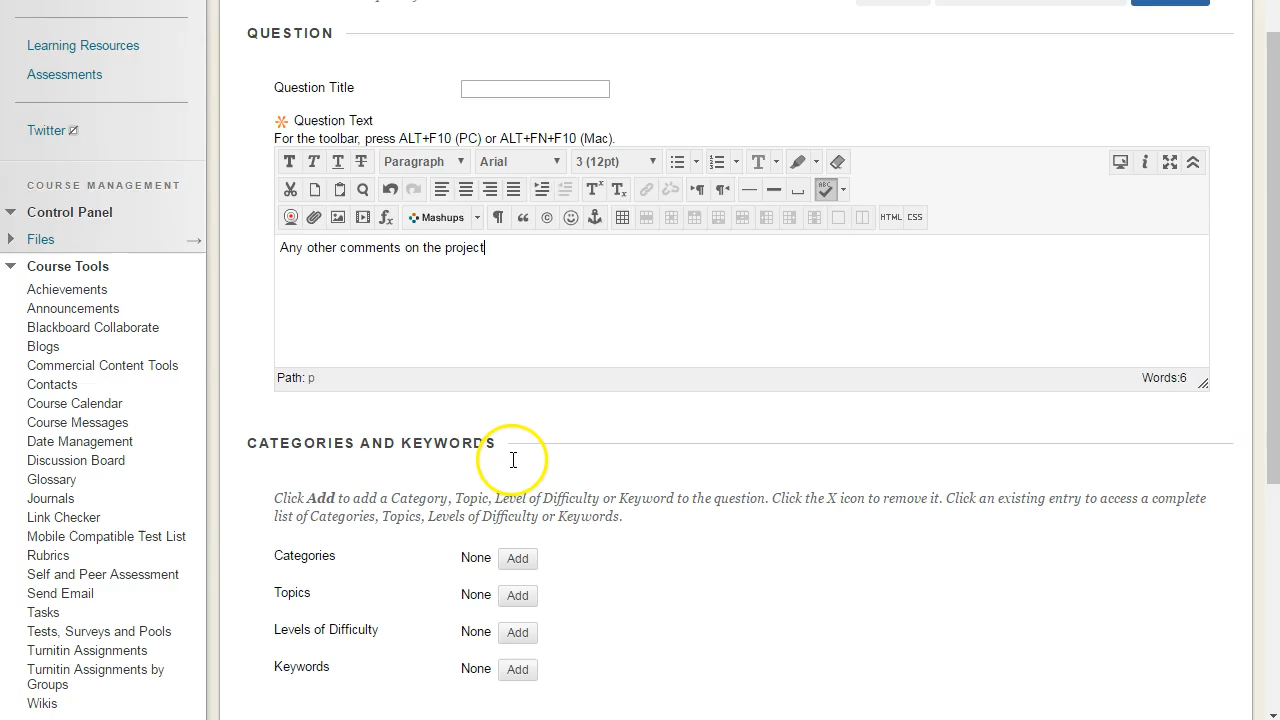 Learning Resources
Assessments
Twitter
COURSE MANAGEMENT
Control Panel
Files
Course Tools
Achievements
Announcements
Blackboard Collaborate
Blogs
Commercial Content Tools
Contacts
Course Calendar
Course Messages
Date Management
Discussion Board
Glossary
Journals
Link Checker
Mobile Compatible Test List
Rubrics
Self and Peer Assessment
Send Email
Tasks
Tests, Surveys and Pools
Turnitin Assignments
Turnitin Assignments by
Groups
Wikis
QUESTION
Question Title
Question Text
For the toolbar, press ALT+F10 (PC) or ALT+FN+F10 (Mac).
T T T T Paragraph Arial 3 (12pt) T
ABC
Mashups HTML CSS
Any other comments on the project
Path: p Words:6
CATEGORIES AND KEYWORDS
Click Add to add a Category, Topic, Level of Difficulty or Keyword to the question. Click the X icon to remove it. Click an existing entry to access a complete
list of Categories, Topics, Levels of Difficulty or Keywords.
Categories None Add
Topics None Add
Levels of Difficulty None Add
Keywords None Add